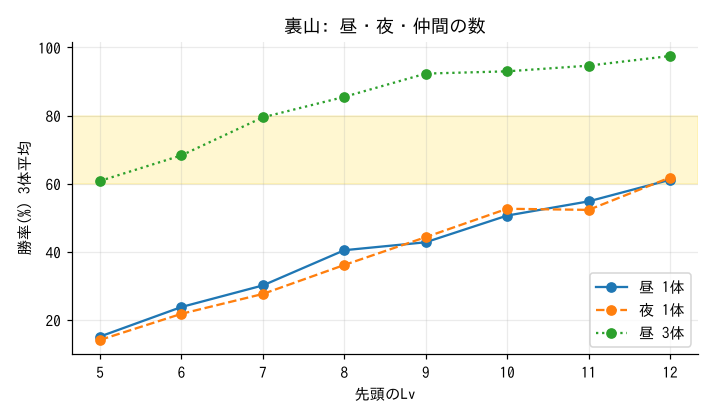 裏山: 昼・夜・仲間の数
勝率(%) 3体平均
100
80
60
40
20
5 6 7 8 9 10 11 12
先頭のLv
昼 1体
夜 1体
昼 3体